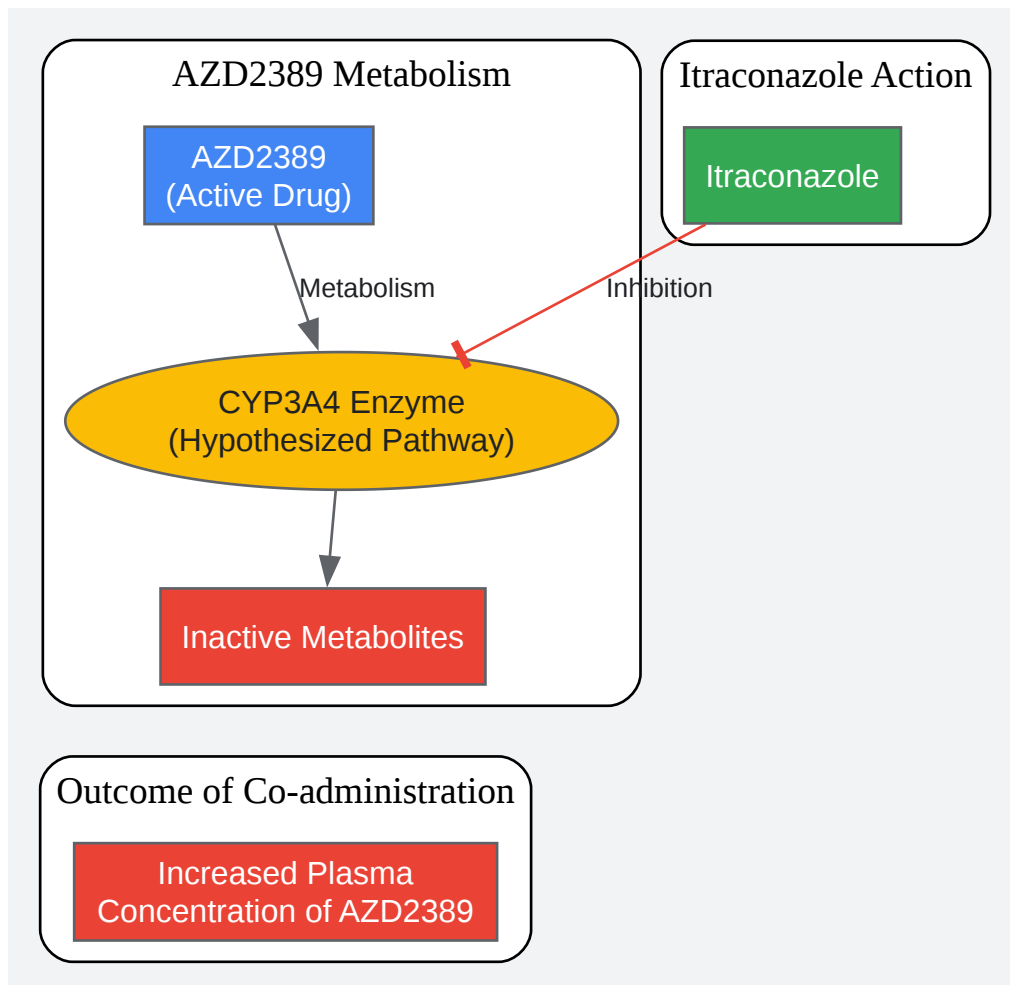 AZD2389 Metabolism
AZD2389
(Active Drug)
Metabolism
CYP3A4 Enzyme
(Hypothesized Pathway)
Inactive Metabolites
Itraconazole Action
Itraconazole
Inhibition
Outcome of Co-administration
Increased Plasma
Concentration of AZD2389